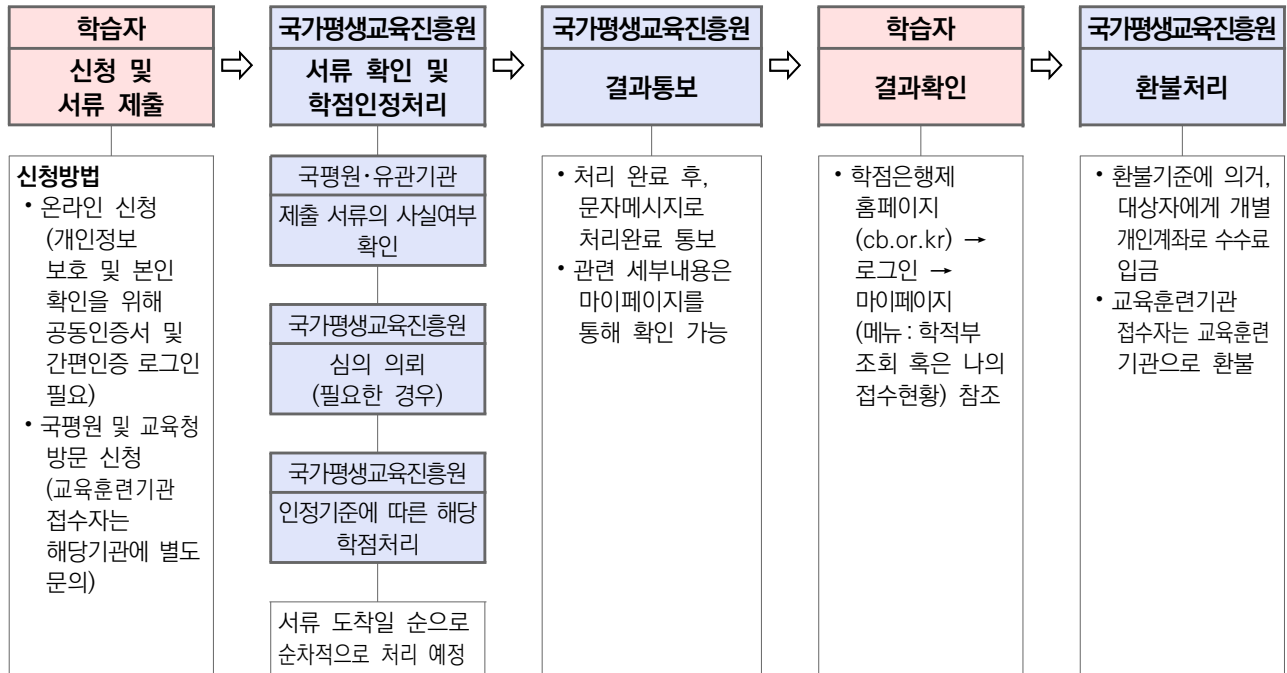 학습자
신청 및
서류 제출
신청방법
• 온라인 신청
(개인정보
보호 및 본인
확인을 위해
공동인증서 및
간편인증 로그인
필요)
• 국평원 및 교육청
방문 신청
(교육훈련기관
접수자는
해당기관에 별도
문의)
⇨
국가평생교육진흥원
서류 확인 및
학점인정처리
국평원·유관기관
제출 서류의 사실여부
확인
국가평생교육진흥원
심의 의뢰
(필요한 경우)
국가평생교육진흥원
인정기준에 따른 해당
학점처리
서류 도착일 순으로
순차적으로 처리 예정
⇨
국가평생교육진흥원
결과통보
• 처리 완료 후,
문자메시지로
처리완료 통보
• 관련 세부내용은
마이페이지를
통해 확인 가능
⇨
학습자
결과확인
• 학점은행제
홈페이지
(cb.or.kr) →
로그인 →
마이페이지
(메뉴 : 학적부
조회 혹은 나의
접수현황) 참조
⇨
국가평생교육진흥원
환불처리
• 환불기준에 의거,
대상자에게 개별
개인계좌로 수수료
입금
• 교육훈련기관
접수자는 교육훈련
기관으로 환불